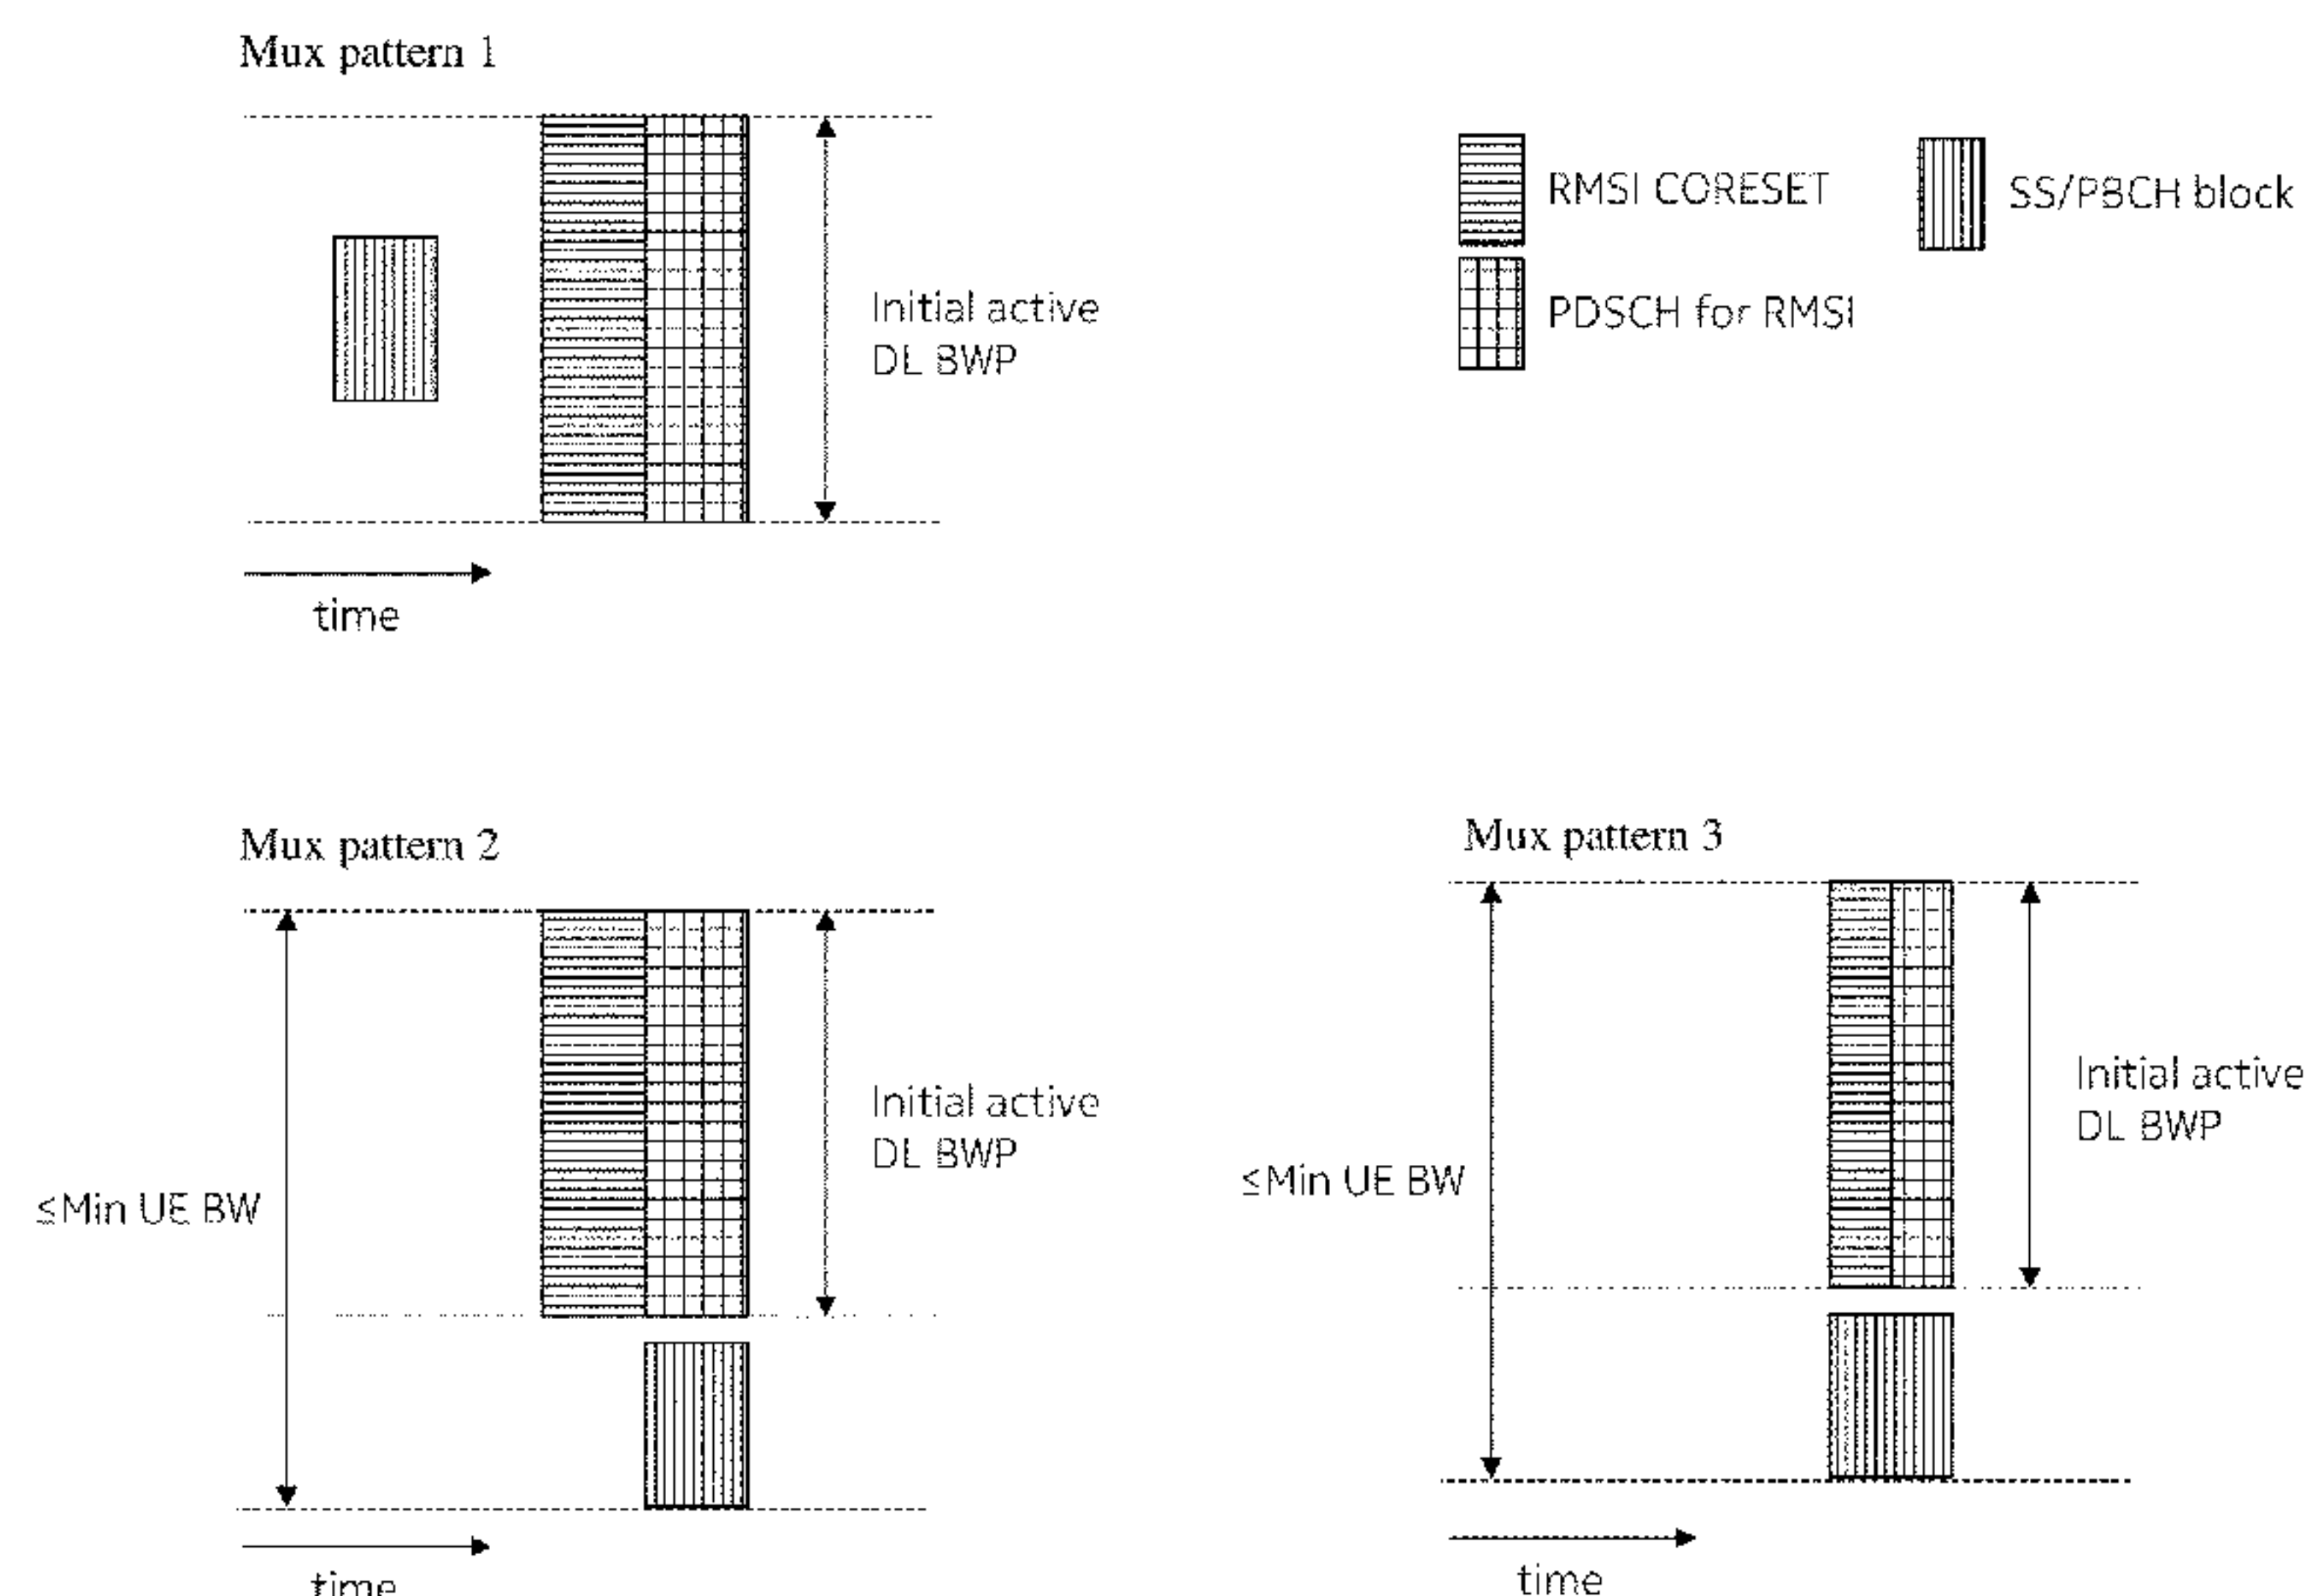 Mux pattern 1
RMSI CORESET
SS/PBCH block
PDSCH for RMSI
Initial active
DL BWP
time
Mux pattern 2
Initial active
DL BWP
≤Min UE BW
time
Mux pattern 3
Initial active
DL BWP
≤Min UE BW
time